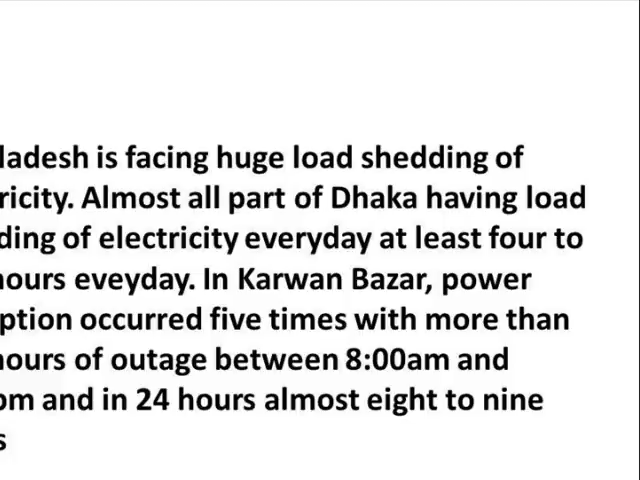 ladesh is facing huge load shedding of
ricity. Almost all part of Dhaka having load
ding of electricity everyday at least four to
hours eveyday. In Karwan Bazar, power
ption occurred five times with more than
hours of outage between 8:00am and
pm and in 24 hours almost eight to nine
s